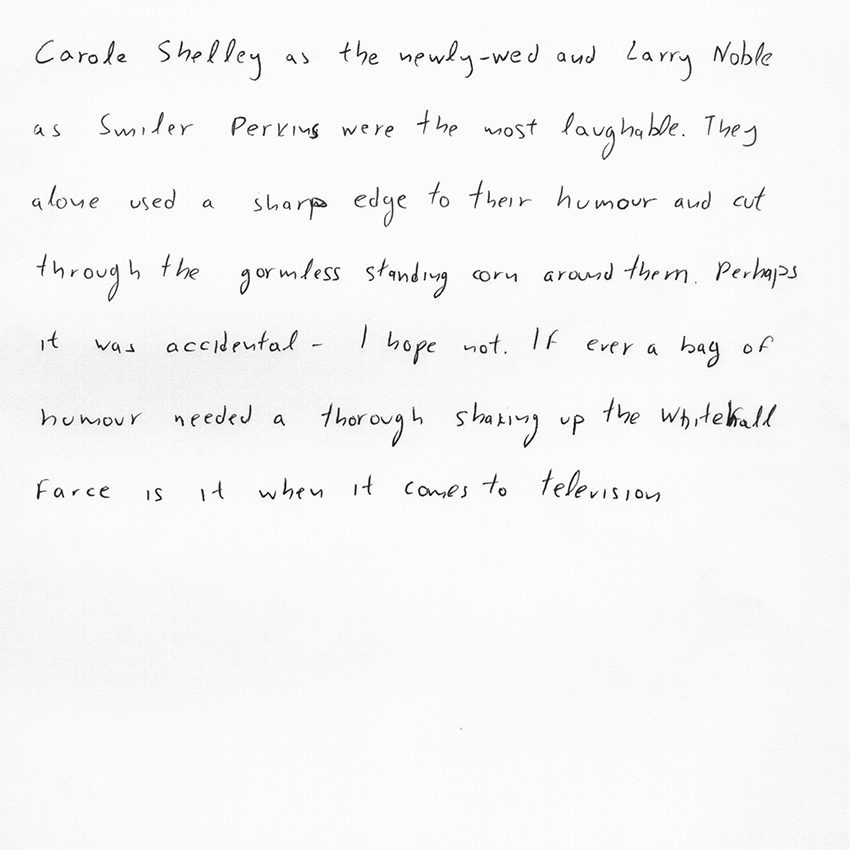 Carole Shelley as the newly-wed and Larry Noble
as Smiler Perkins were the most laughable. They
alone used a sharp edge to their humour and cut
through the gormless standing corn around them. Perhaps
it was accidental - I hope not. If ever a bag of
humour needed a thorough shaking up the Whitehall
Farce is it when it comes to television